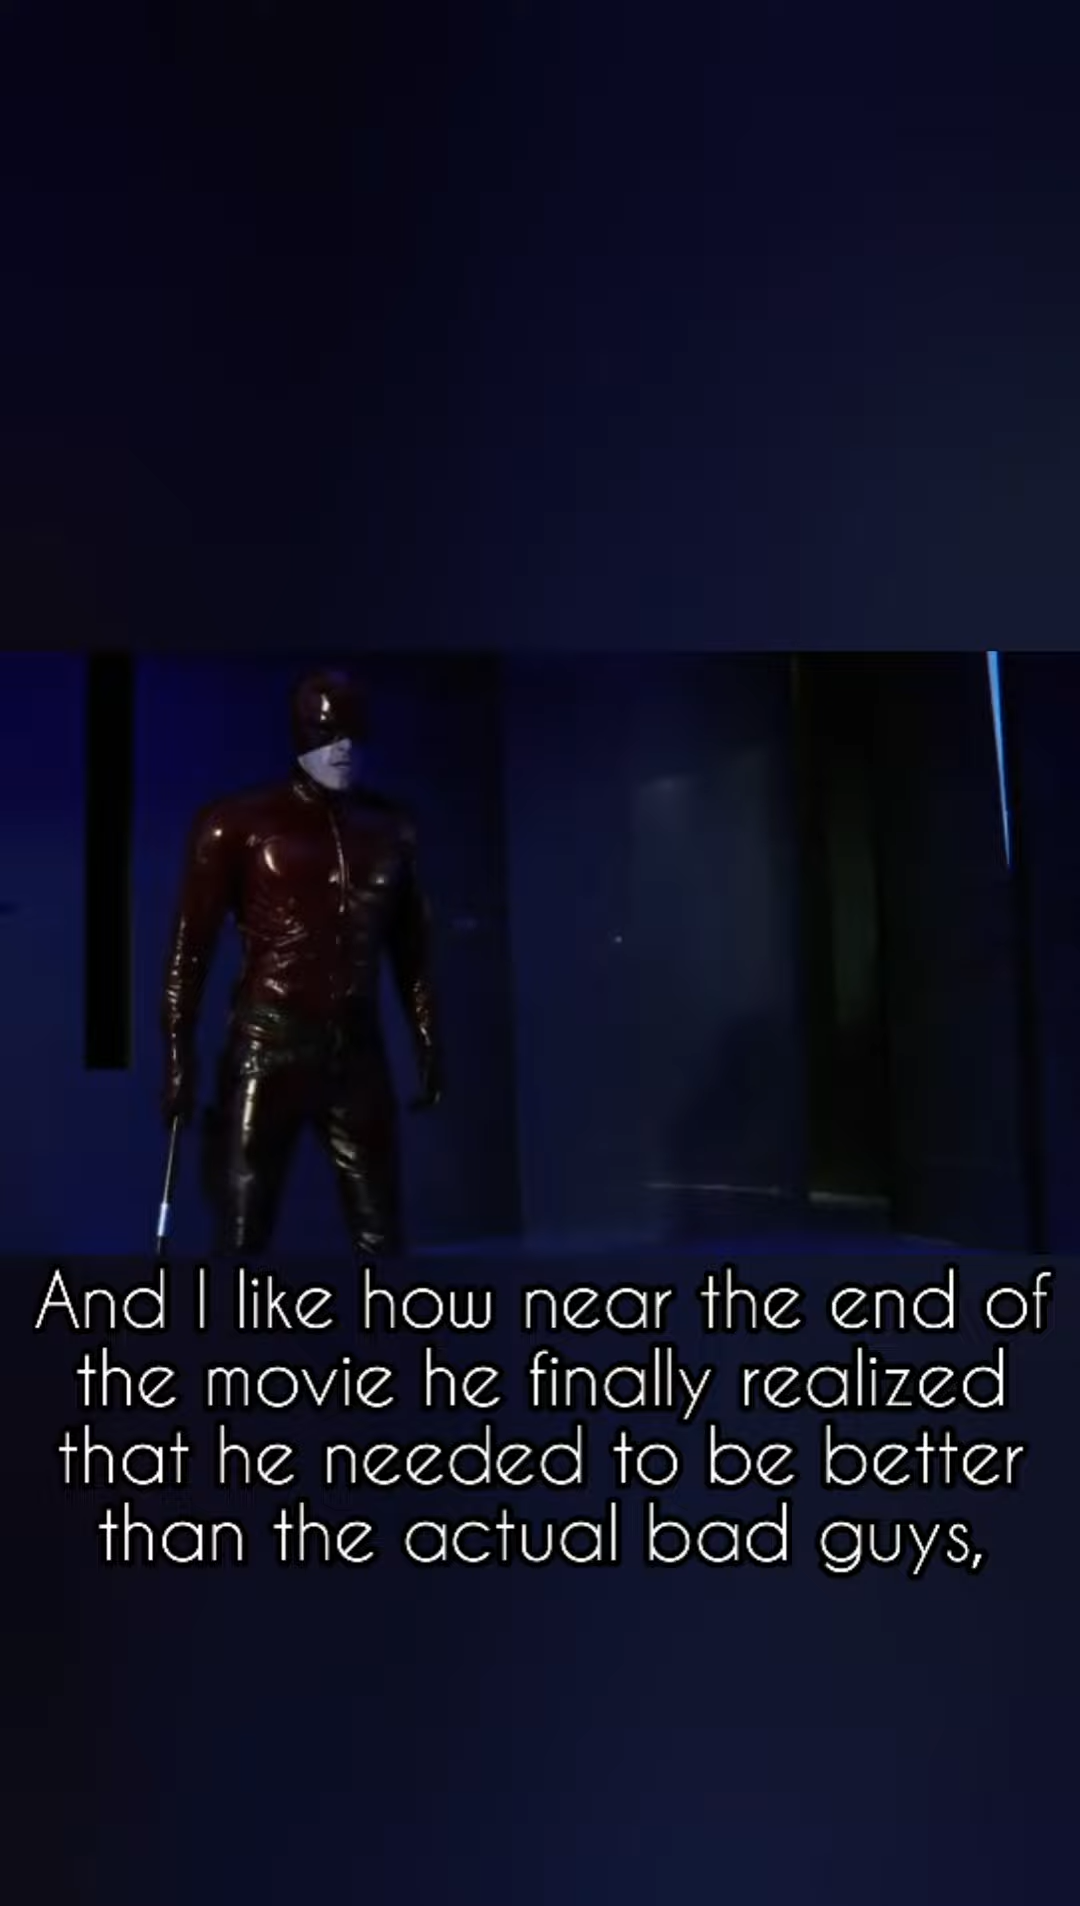 And I like how near the end of
the movie he finally realized
that he needed to be better
than the actual bad guys,